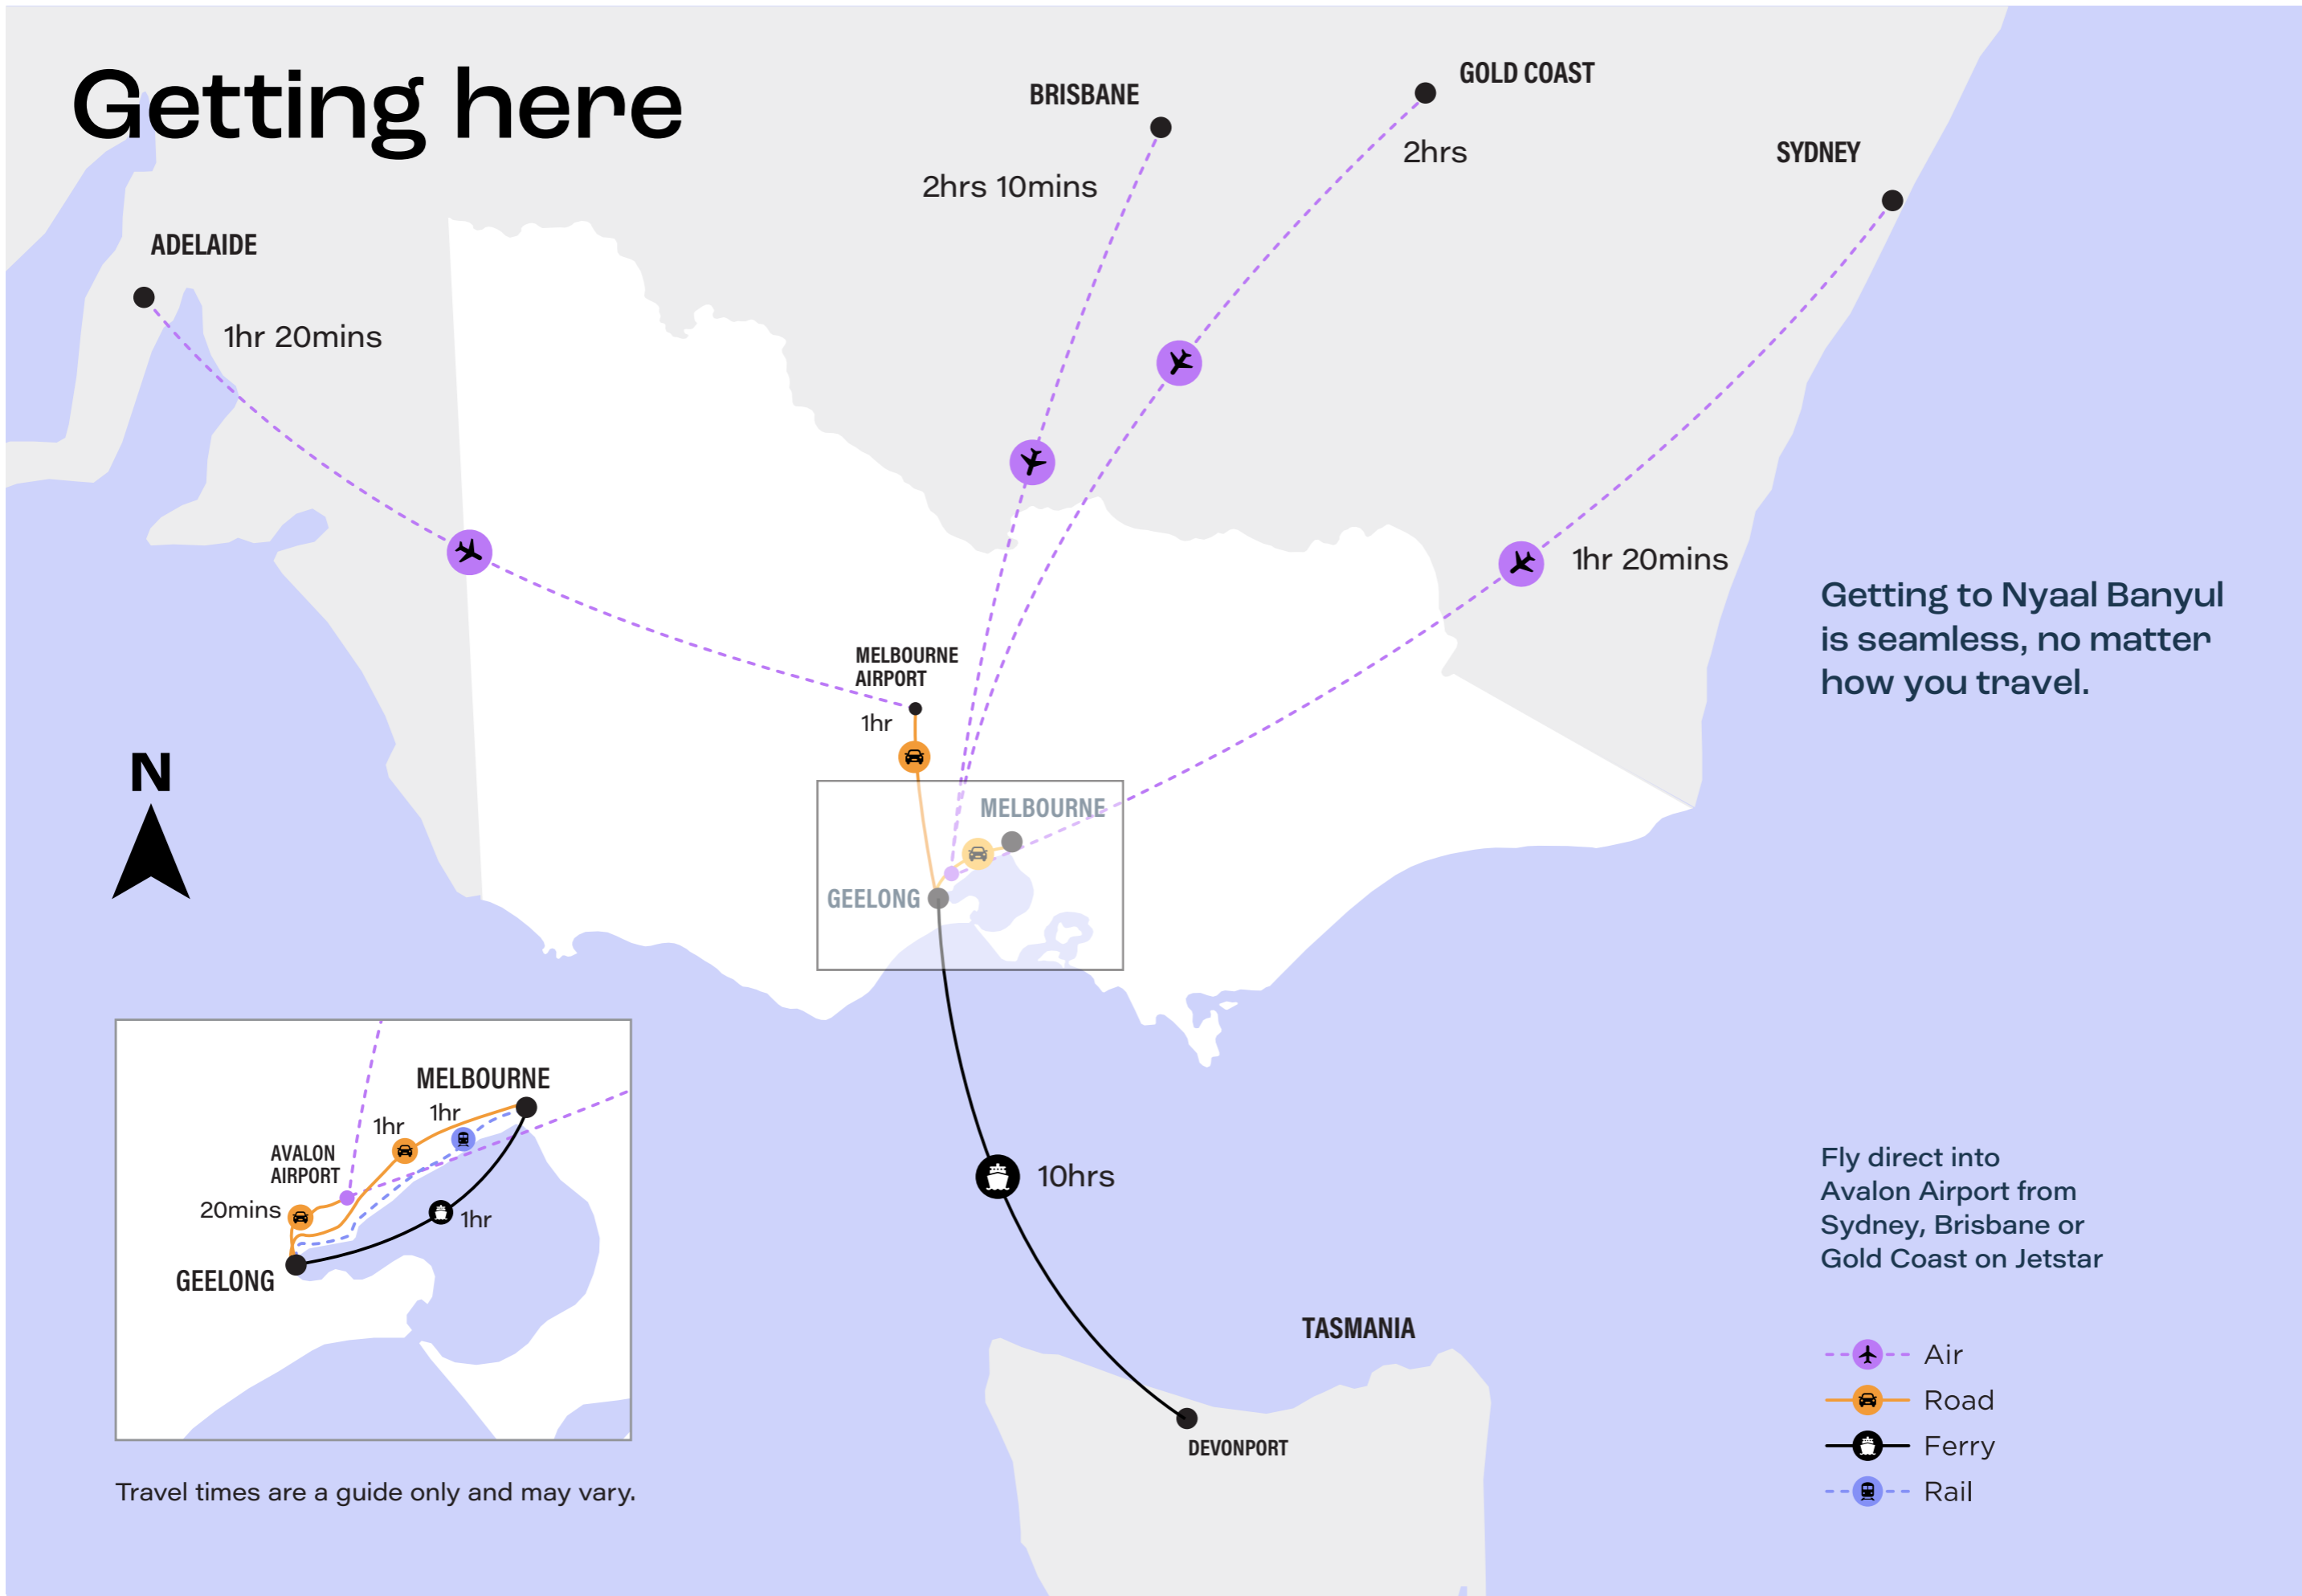 Getting here
BRISBANE
GOLD COAST
2hrs 10mins
2hrs
SYDNEY
ADELAIDE
1hr 20mins
1hr 20mins
Getting to Nyaal Banyul
is seamless, no matter
how you travel.
MELBOURNE
AIRPORT
1hr
N
MELBOURNE
GEELONG
MELBOURNE
1hr
1hr
AVALON
AIRPORT
20mins
1hr
GEELONG
10hrs
Fly direct into
Avalon Airport from
Sydney, Brisbane or
Gold Coast on Jetstar
TASMANIA
DEVONPORT
Air
Road
Ferry
Rail
Travel times are a guide only and may vary.